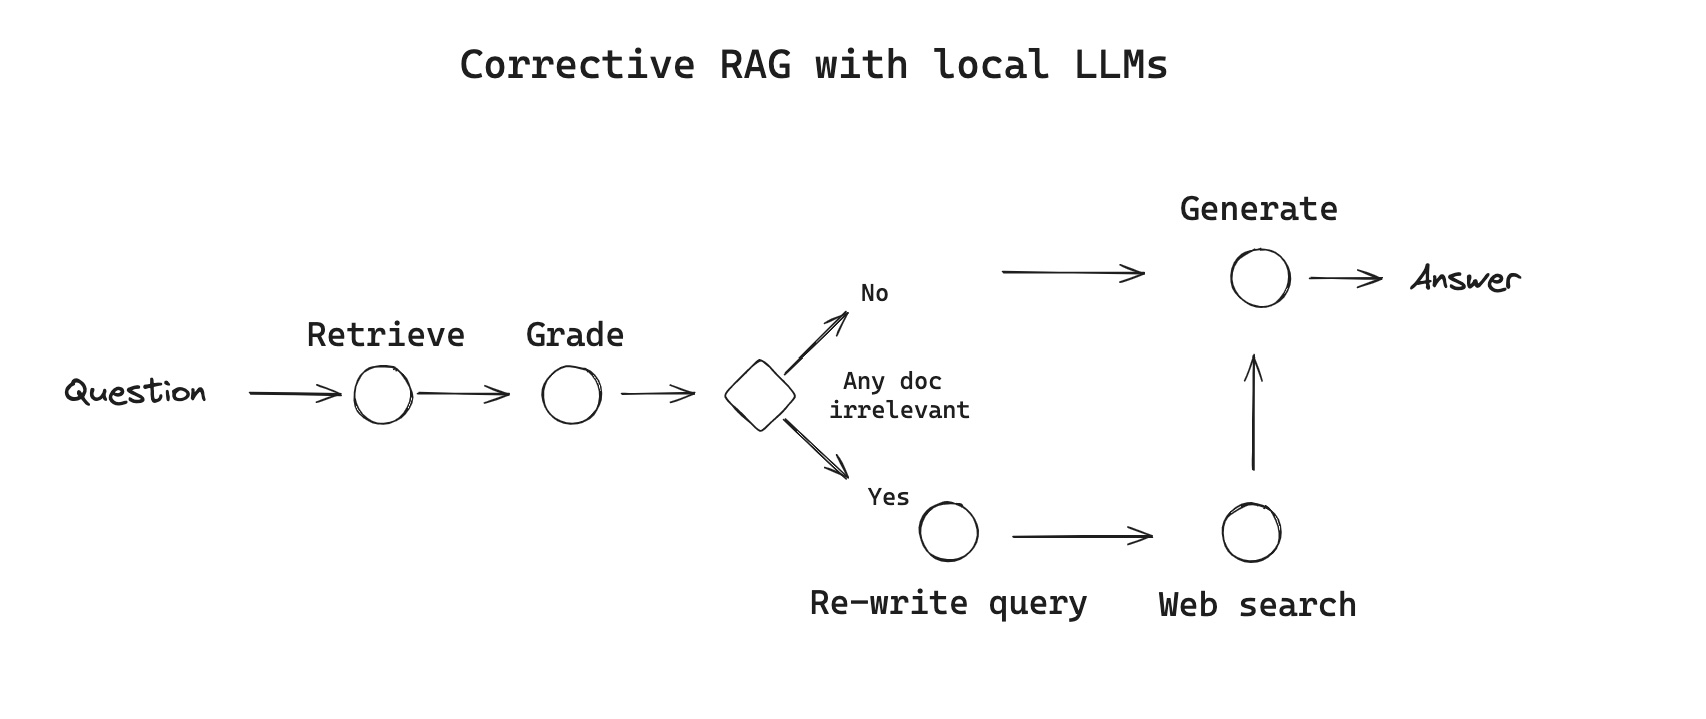 Corrective RAG with local LLMs
Generate
Answer
No
Retrieve
Grade
Question
Any doc
irrelevant
Yes
Re-write query
Web search